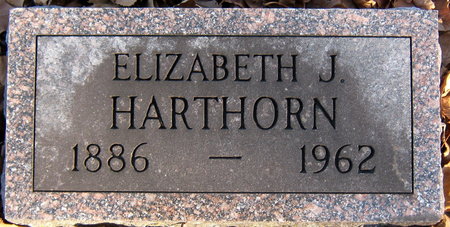 ELIZABETH J.
HARTHORN
1886 — 1962